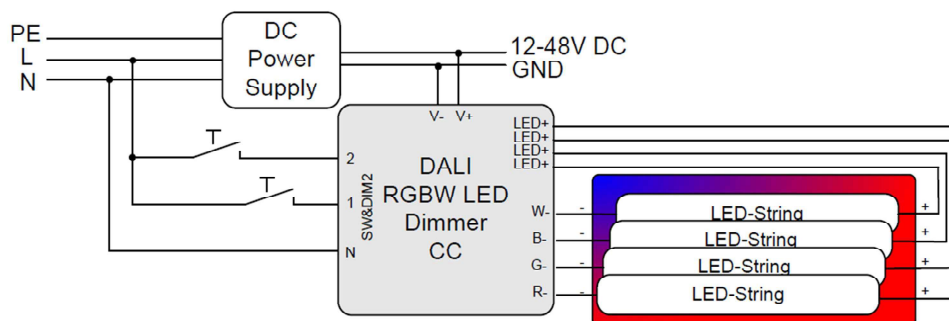 PE
L
N
DC
Power
Supply
12-48V DC
GND
V- V+
LED+
LED+
LED+
LED+
2
1
N
SW&DIM2
DALI
RGBW LED
Dimmer
CC
W-
B-
G-
R-
- LED-String +
- LED-String +
- LED-String +
- LED-String +